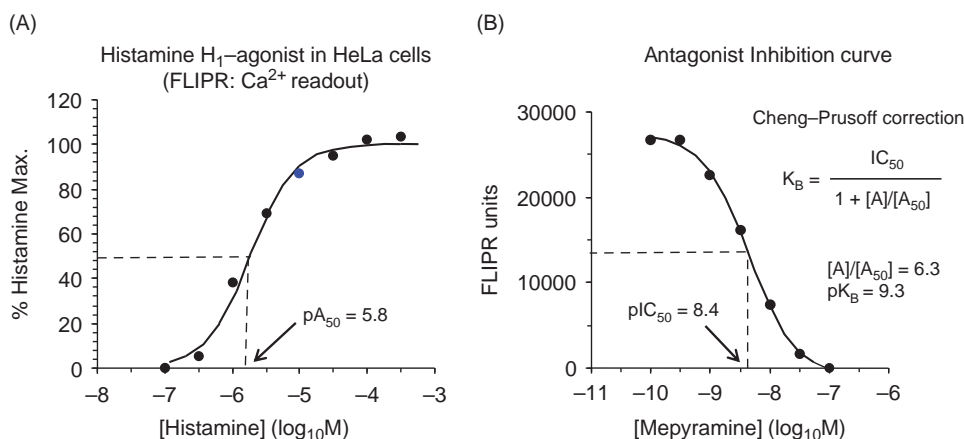 (A)
Histamine H₁–agonist in HeLa cells
(FLIPR: Ca²⁺ readout)
% Histamine Max.
120
100
80
60
40
20
0
pA₅₀ = 5.8
–8 –7 –6 –5 –4 –3
[Histamine] (log₁₀M)
(B)
Antagonist Inhibition curve
FLIPR units
30000
20000
10000
0
Cheng–Prusoff correction
K_B = IC₅₀ / 1 + [A]/[A₅₀]
[A]/[A₅₀] = 6.3
pK_B = 9.3
pIC₅₀ = 8.4
–11 –10 –9 –8 –7 –6
[Mepyramine] (log₁₀M)